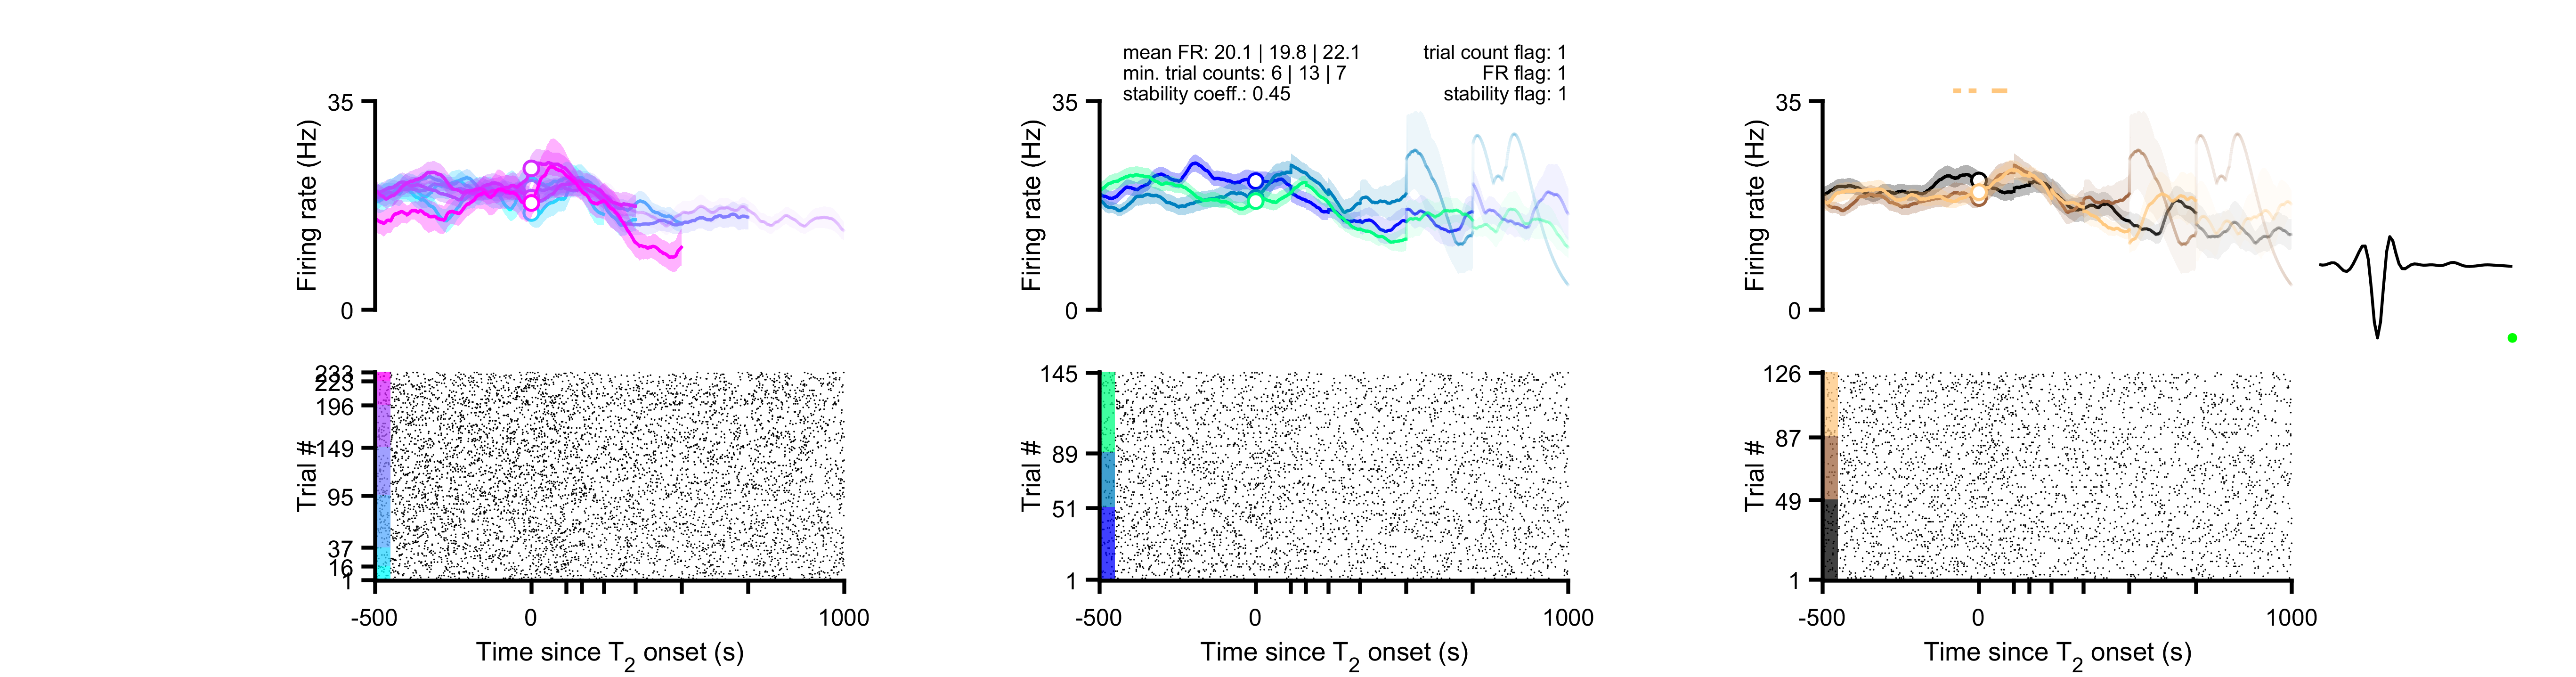 mean FR: 20.1 | 19.8 | 22.1
min. trial counts: 6 | 13 | 7
stability coeff.: 0.45
trial count flag: 1
FR flag: 1
stability flag: 1
35
Firing rate (Hz)
0
35
Firing rate (Hz)
0
35
Firing rate (Hz)
0
233
223
196
149
95
37
16
1
Trial #
-500
0
1000
Time since T2 onset (s)
145
89
51
1
Trial #
-500
0
1000
Time since T2 onset (s)
126
87
49
1
Trial #
-500
0
1000
Time since T2 onset (s)